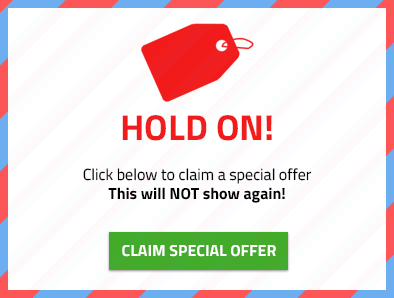 HOLD ON!
Click below to claim a special offer
This will NOT show again!
CLAIM SPECIAL OFFER